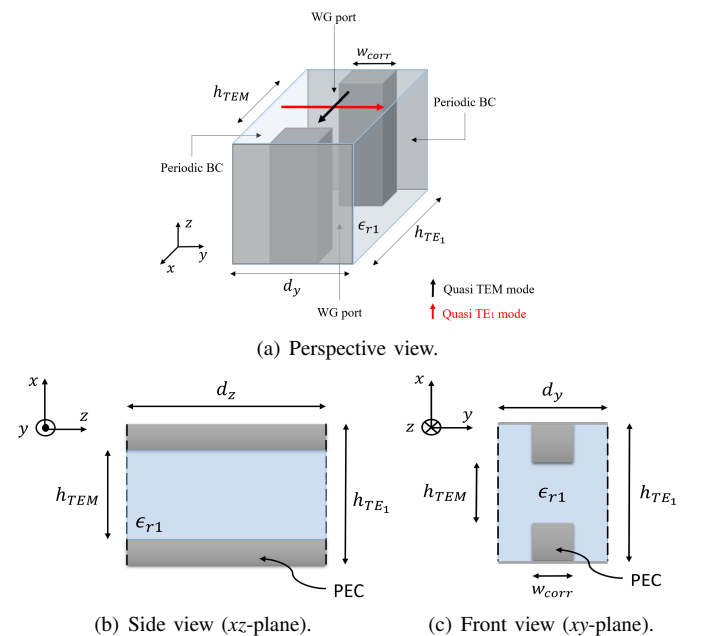 WG port
w_corr
h_TEM
Periodic BC
Periodic BC
ϵ_r1
h_TE₁
z
y
x
d_y
WG port
Quasi TEM mode
Quasi TE1 mode
(a) Perspective view.
x
y
z
d_z
h_TEM
h_TE₁
ϵ_r1
PEC
(b) Side view (xz-plane).
x
z
y
d_y
h_TEM
ϵ_r1
h_TE₁
w_corr
PEC
(c) Front view (xy-plane).